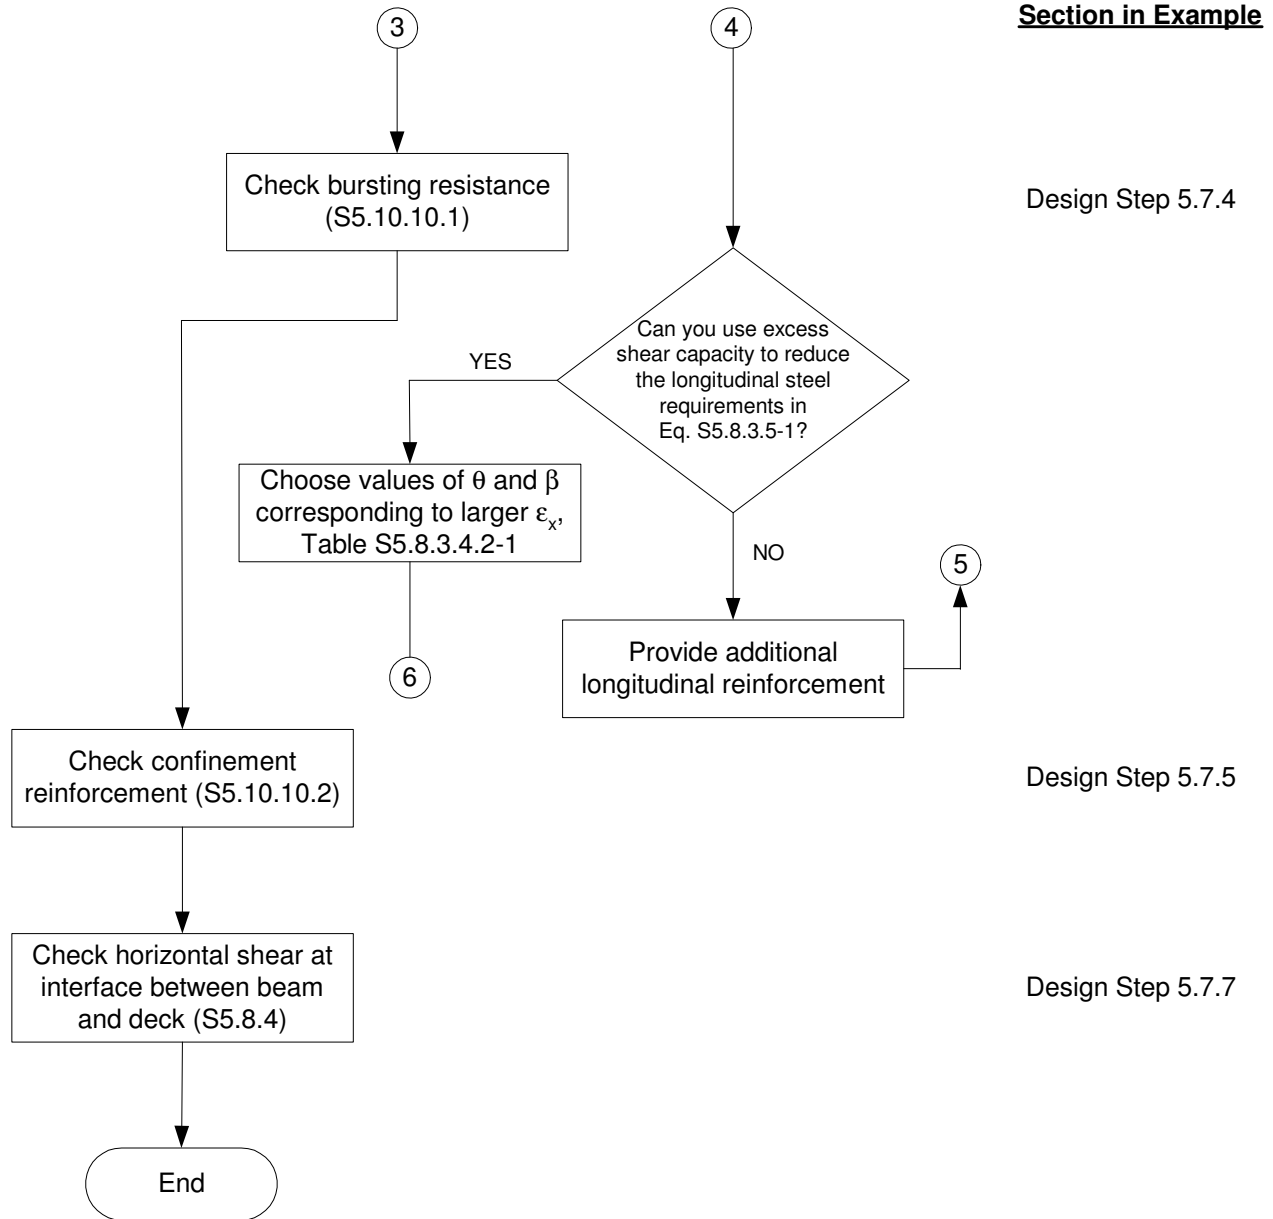 Section in Example
3
4
Check bursting resistance
(S5.10.10.1)
Design Step 5.7.4
Can you use excess
shear capacity to reduce
the longitudinal steel
requirements in
Eq. S5.8.3.5-1?
YES
Choose values of θ and β
corresponding to larger εx,
Table S5.8.3.4.2-1
NO
5
6
Provide additional
longitudinal reinforcement
Check confinement
reinforcement (S5.10.10.2)
Design Step 5.7.5
Check horizontal shear at
interface between beam
and deck (S5.8.4)
Design Step 5.7.7
End